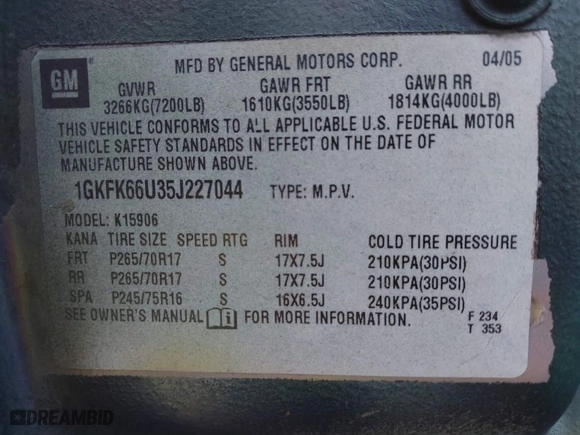 GM
MFD BY GENERAL MOTORS CORP. 04/05
GVWR GAWR FRT GAWR RR
3266KG(7200LB) 1610KG(3550LB) 1814KG(4000LB)
THIS VEHICLE CONFORMS TO ALL APPLICABLE U.S. FEDERAL MOTOR
VEHICLE SAFETY STANDARDS IN EFFECT ON THE DATE OF
MANUFACTURE SHOWN ABOVE.
1GKFK66U35J227044 TYPE: M.P.V.
MODEL: K15906
KANA TIRE SIZE SPEED RTG RIM COLD TIRE PRESSURE
FRT P265/70R17 S 17X7.5J 210KPA(30PSI)
RR P265/70R17 S 17X7.5J 210KPA(30PSI)
SPA P245/75R16 S 16X6.5J 240KPA(35PSI)
SEE OWNER'S MANUAL i FOR MORE INFORMATION. F 234
T 353
DREAMBID